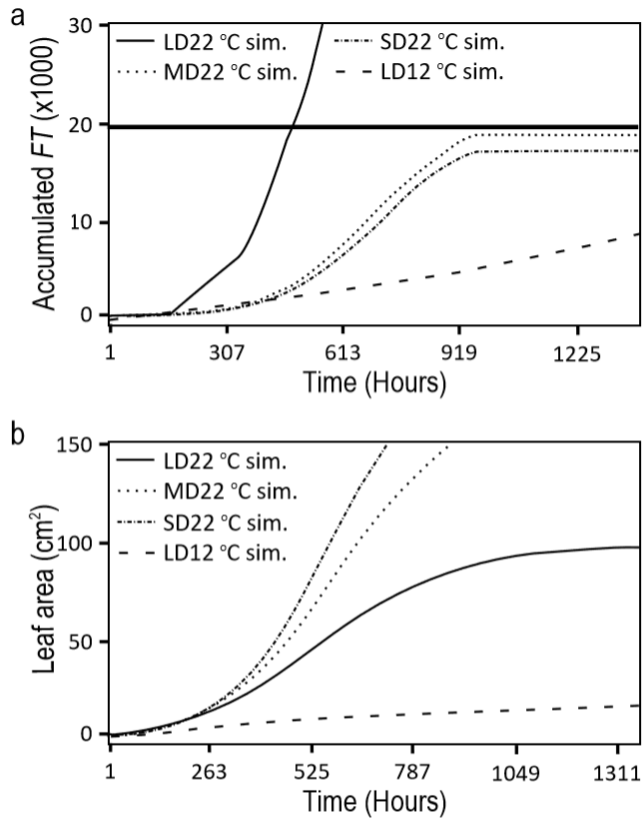 a
Accumulated FT (x1000)
30
20
10
0
LD22 °C sim.
SD22 °C sim.
MD22 °C sim.
LD12 °C sim.
1
307
613
919
1225
Time (Hours)
b
Leaf area (cm²)
150
100
50
0
LD22 °C sim.
MD22 °C sim.
SD22 °C sim.
LD12 °C sim.
1
263
525
787
1049
1311
Time (Hours)